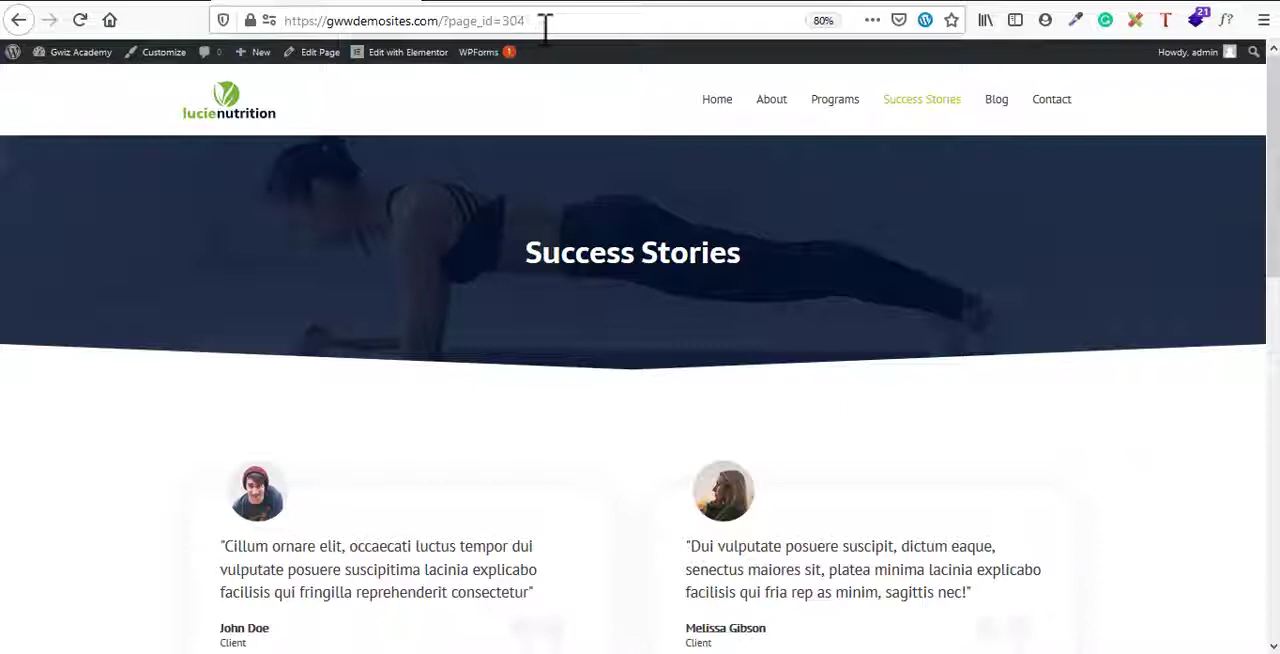 https://gwwdemosites.com/?page_id=304
80%
21
Gwiz Academy
Customize
0
New
Edit Page
Edit with Elementor
WPForms 1
Howdy, admin
lucienutrition
Home
About
Programs
Success Stories
Blog
Contact
Success Stories
"Cillum ornare elit, occaecati luctus tempor dui
vulputate posuere suscipitima lacinia explicabo
facilisis qui fringilla reprehenderit consectetur"
John Doe
Client
"Dui vulputate posuere suscipit, dictum eaque,
senectus maiores sit, platea minima lacinia explicabo
facilisis qui fria rep as minim, sagittis nec!"
Melissa Gibson
Client